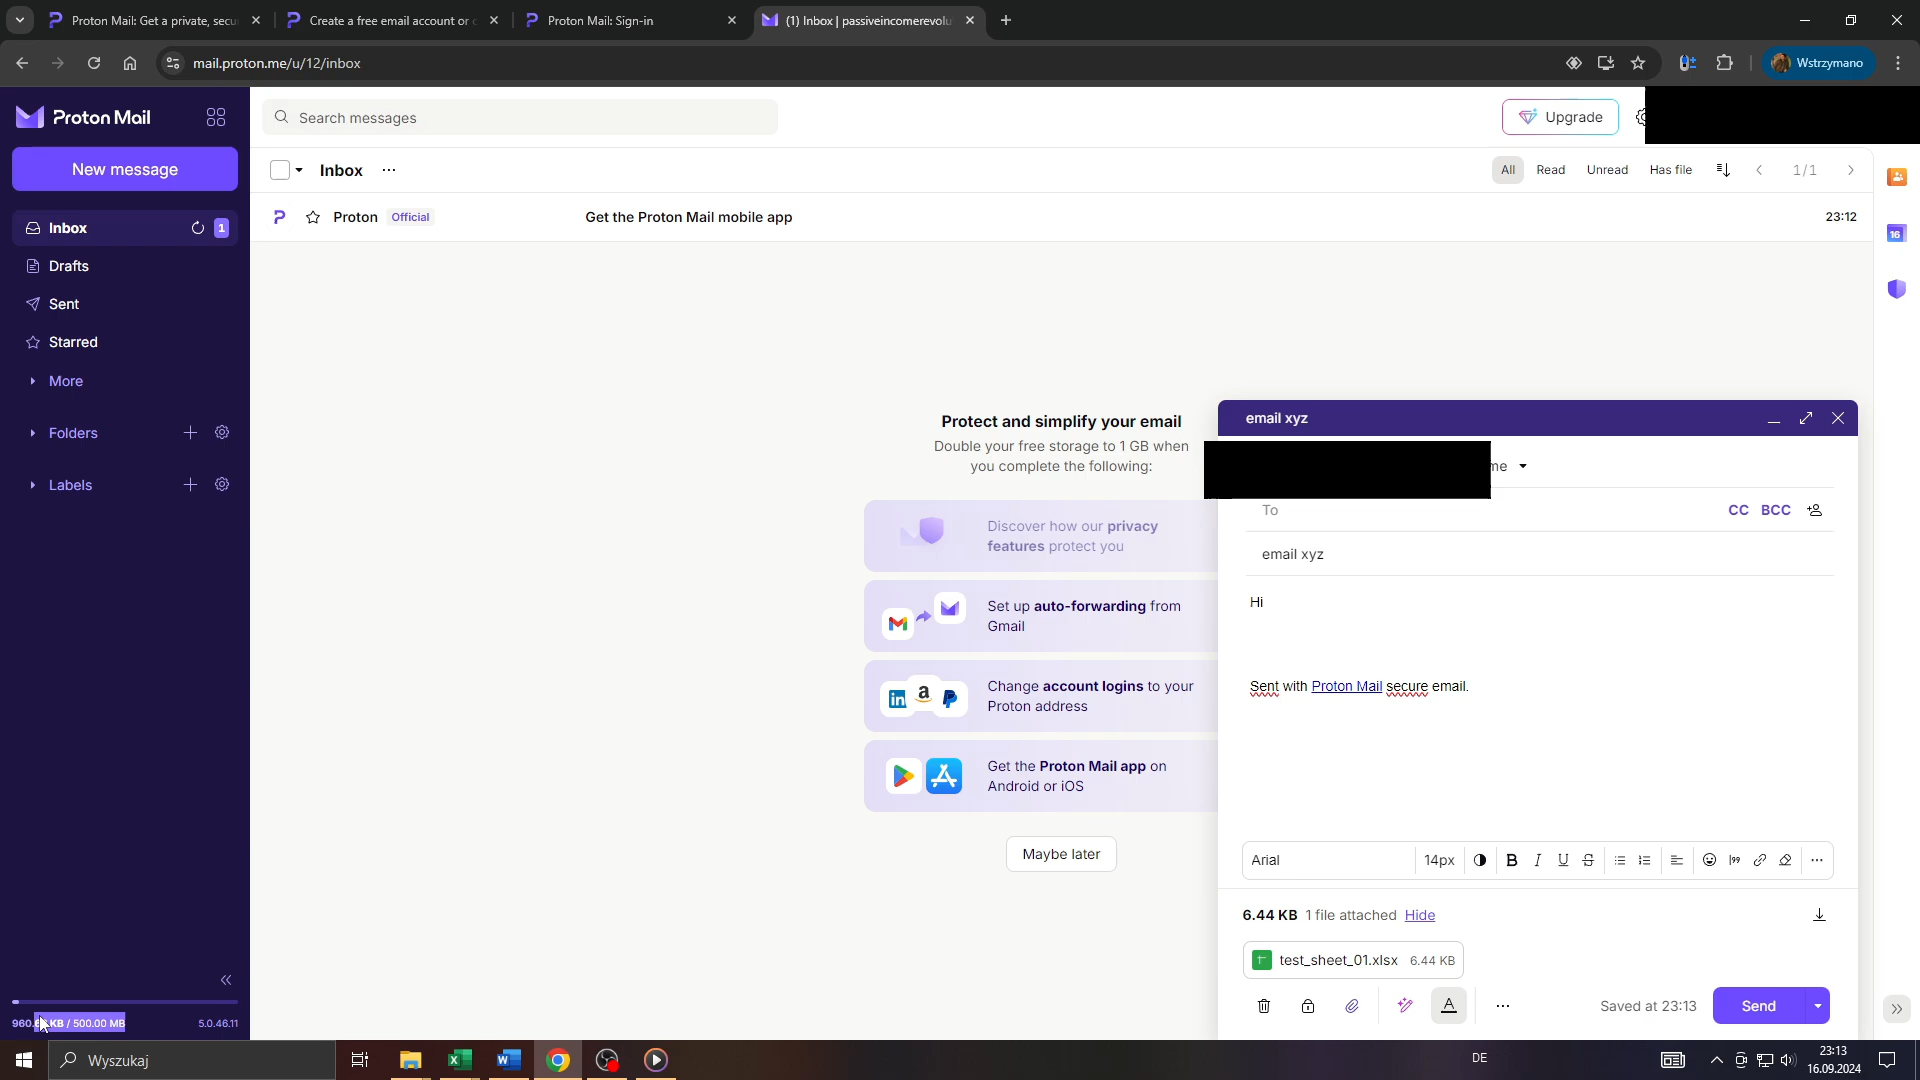 Proton Mail: Get a private, secu
Create a free email account or c
Proton Mail: Sign-in
(1) Inbox | passiveincomerevolu
mail.proton.me/u/12/inbox
Wstrzymano
Proton Mail
Search messages
Upgrade
New message
Inbox
All Read Unread Has file 1/1
Inbox 1
Proton Official Get the Proton Mail mobile app 23:12
16
Drafts
Sent
Starred
More
Folders
Labels
Protect and simplify your email
Double your free storage to 1 GB when
you complete the following:
Discover how our privacy
features protect you
Set up auto-forwarding from
Gmail
Change account logins to your
Proton address
Get the Proton Mail app on
Android or iOS
Maybe later
email xyz
me
To CC BCC
email xyz
Hi
Sent with Proton Mail secure email.
Arial 14px
6.44 KB 1 file attached Hide
test_sheet_01.xlsx 6.44 KB
Saved at 23:13 Send
KB / 500.00 MB 5.0.46.11
Wyszukaj
DE
23:13
16.09.2024